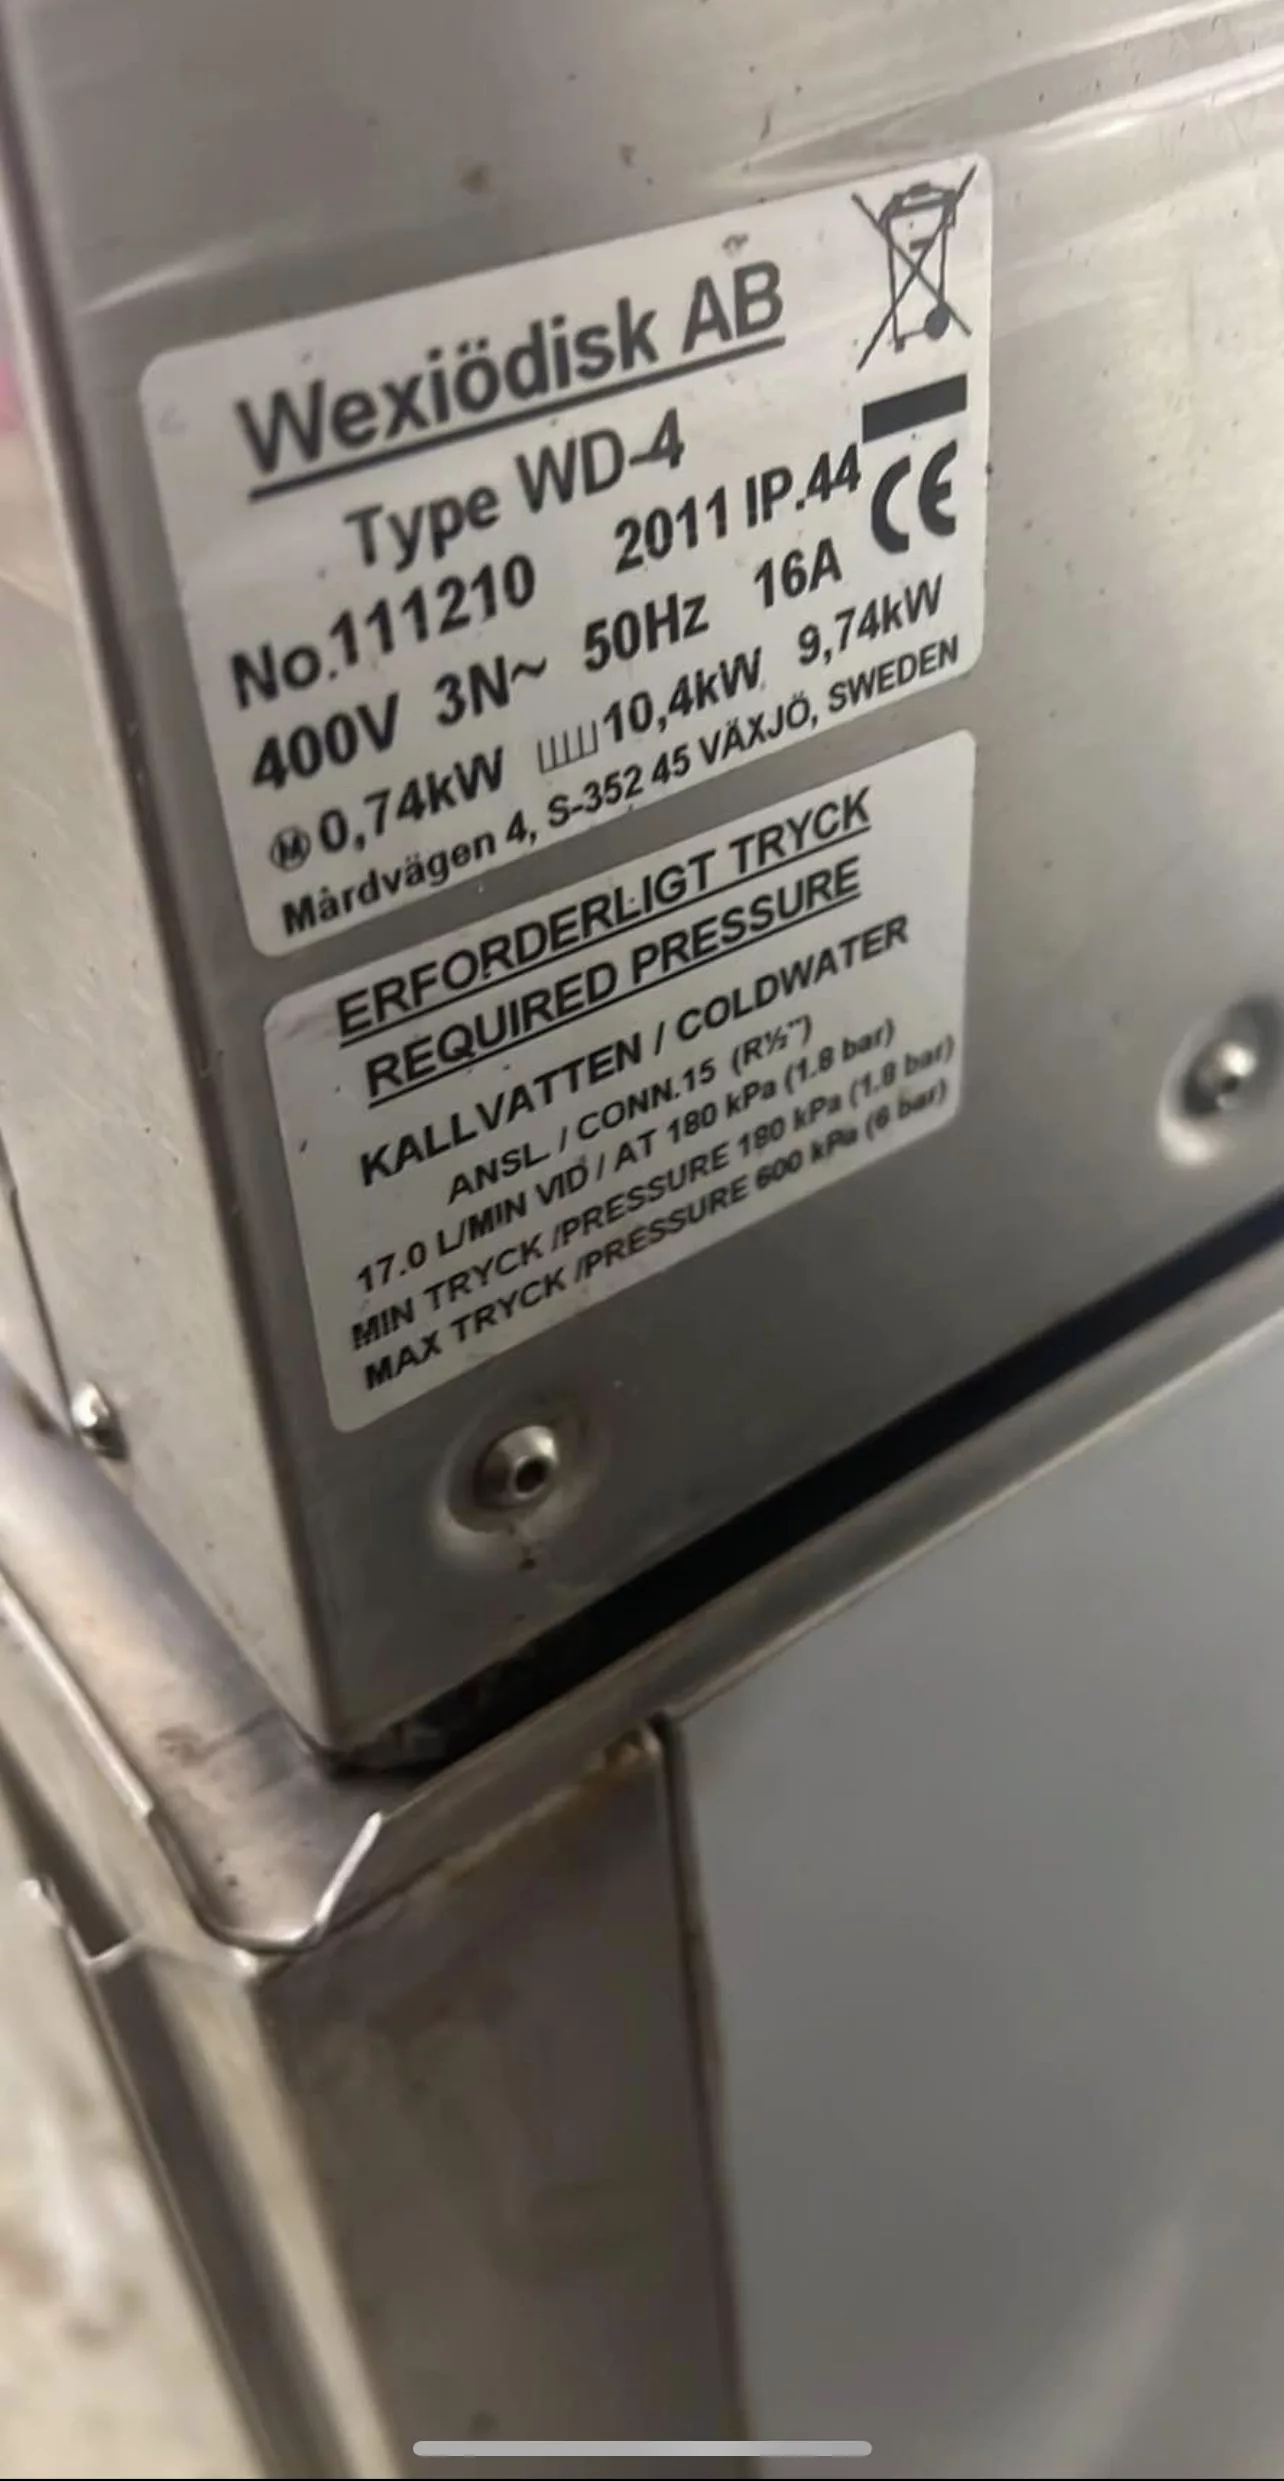 Wexiödisk AB
Type WD-4
No.111210 2011 IP.44
400V 3N~ 50Hz 16A CE
M 0,74kW 10,4kW 9,74kW
Mårdvägen 4, S-352 45 VÄXJÖ, SWEDEN
ERFORDERLIGT TRYCK
REQUIRED PRESSURE
KALLVATTEN / COLDWATER
ANSL / CONN.15 (R½")
17.0 L/MIN VID / AT 180 kPa (1.8 bar)
MIN TRYCK /PRESSURE 180 kPa (1.8 bar)
MAX TRYCK /PRESSURE 600 kPa (6 bar)